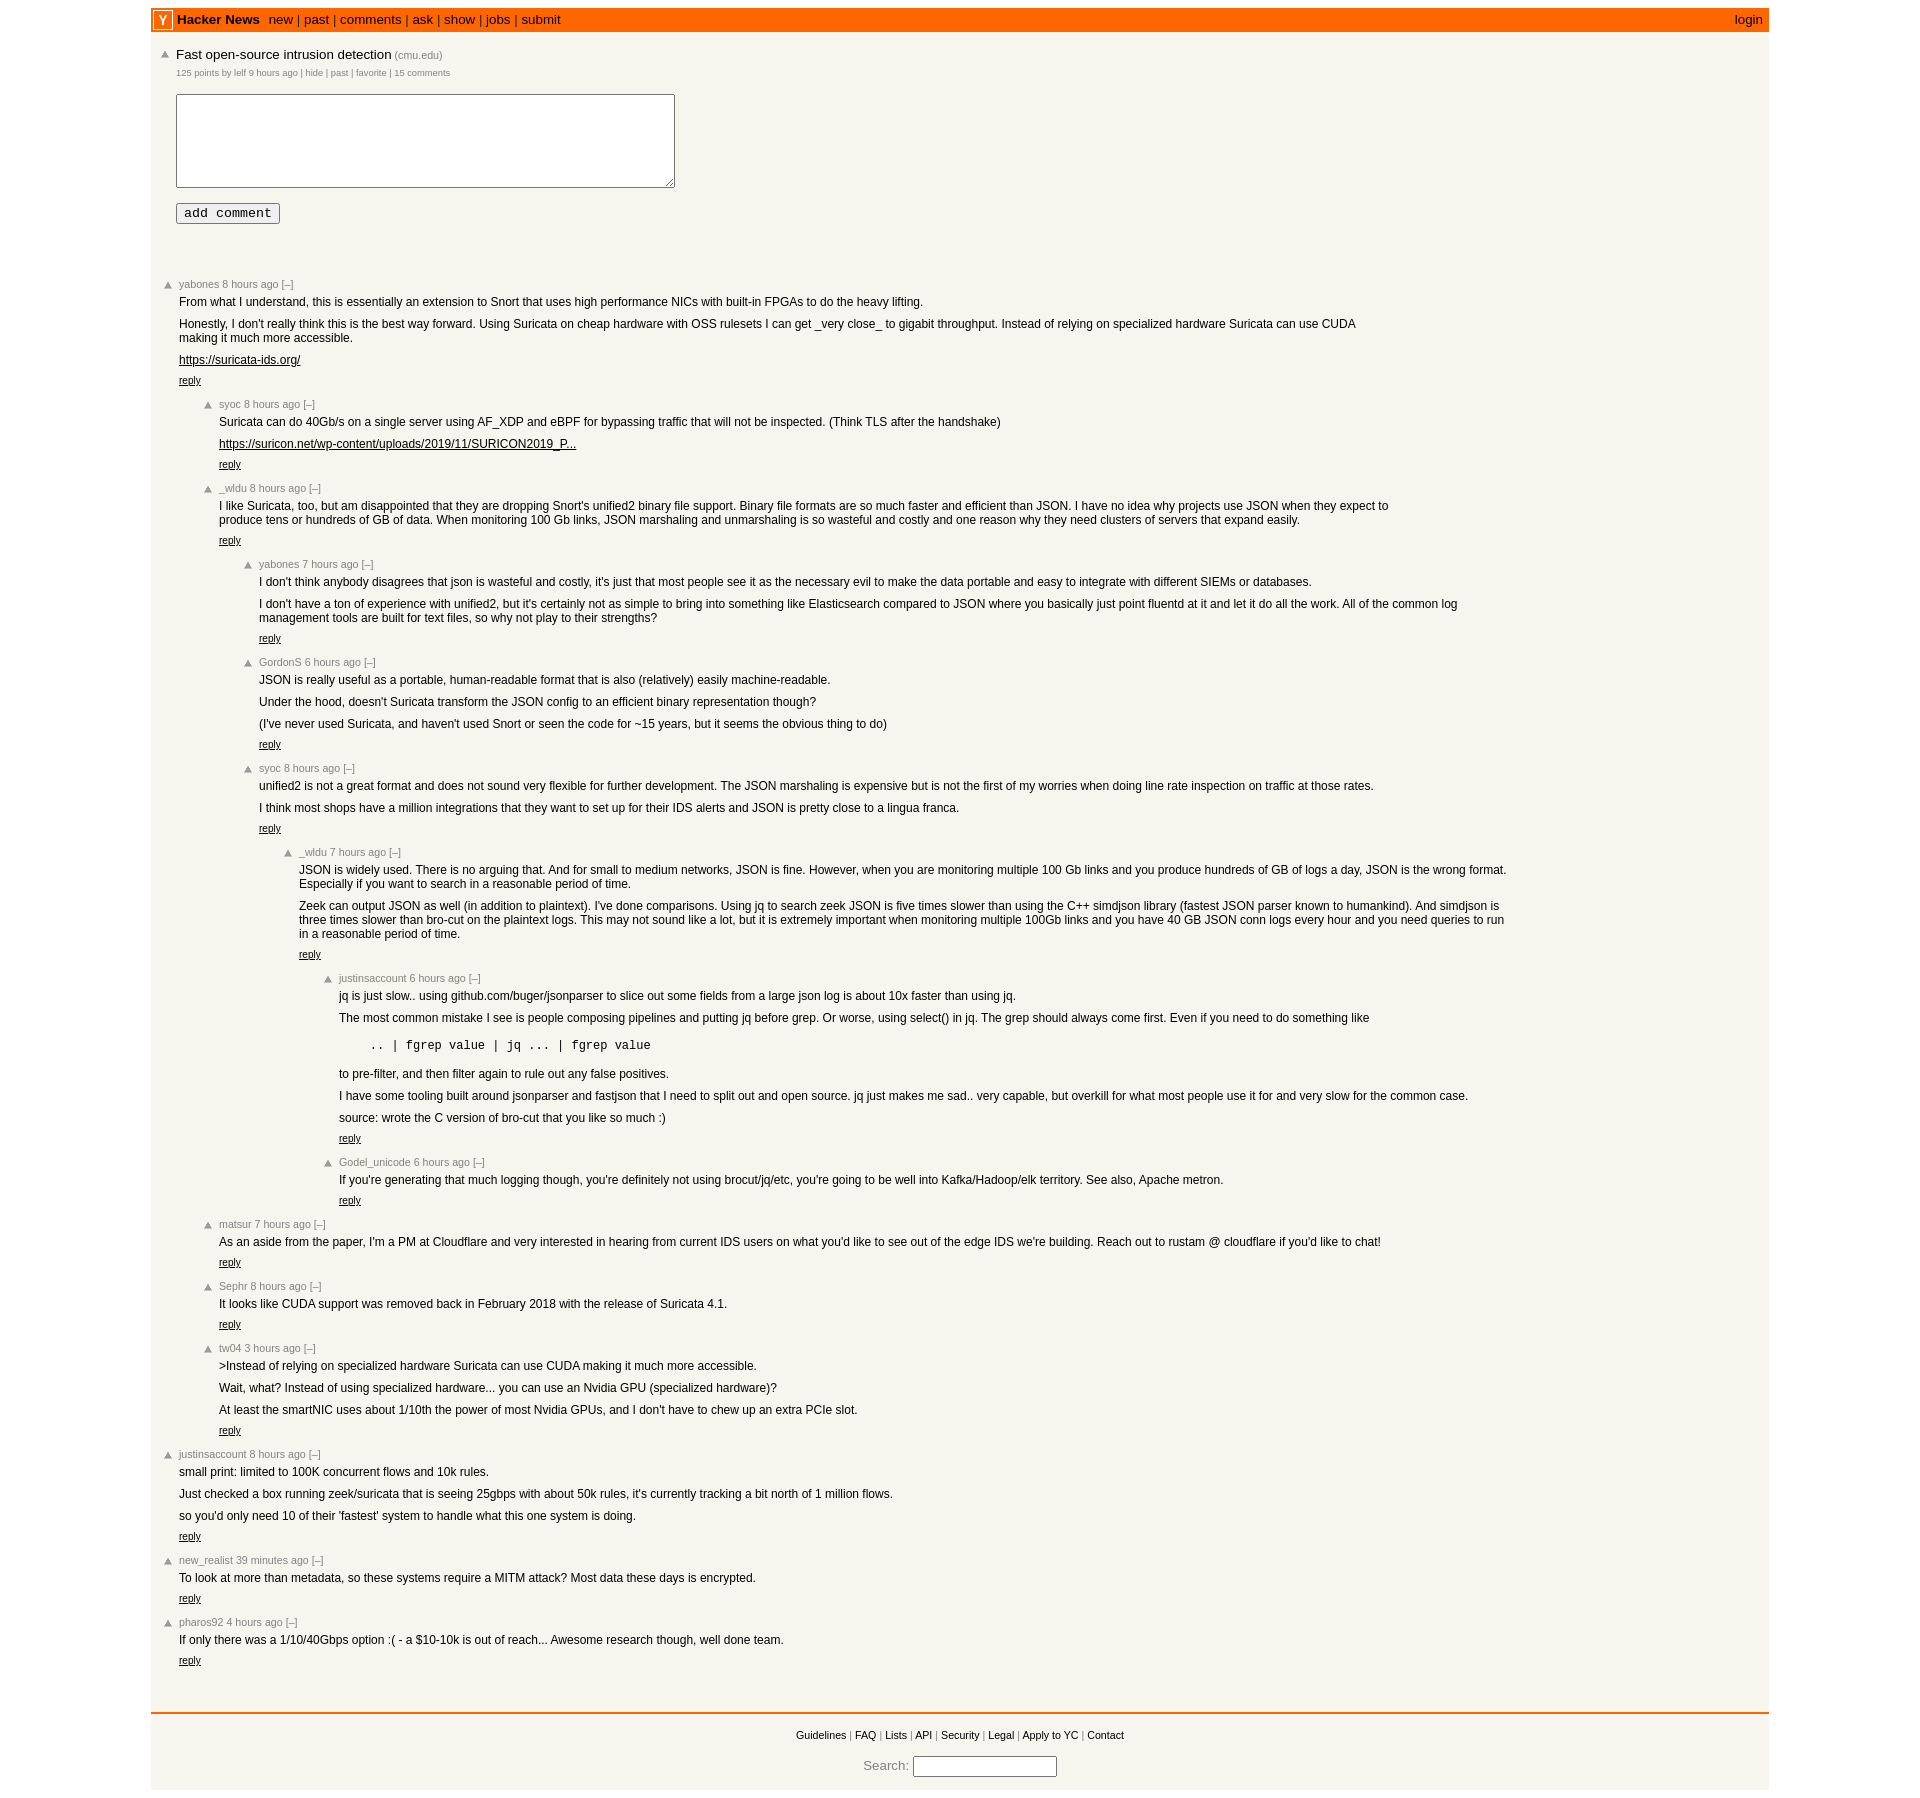 Y Hacker News new | past | comments | ask | show | jobs | submit login
Fast open-source intrusion detection (cmu.edu)
125 points by lelf 9 hours ago | hide | past | favorite | 15 comments
add comment
yabones 8 hours ago [–]
From what I understand, this is essentially an extension to Snort that uses high performance NICs with built-in FPGAs to do the heavy lifting.
Honestly, I don't really think this is the best way forward. Using Suricata on cheap hardware with OSS rulesets I can get _very close_ to gigabit throughput. Instead of relying on specialized hardware Suricata can use CUDA
making it much more accessible.
https://suricata-ids.org/
reply
syoc 8 hours ago [–]
Suricata can do 40Gb/s on a single server using AF_XDP and eBPF for bypassing traffic that will not be inspected. (Think TLS after the handshake)
https://suricon.net/wp-content/uploads/2019/11/SURICON2019_P...
reply
_wldu 8 hours ago [–]
I like Suricata, too, but am disappointed that they are dropping Snort's unified2 binary file support. Binary file formats are so much faster and efficient than JSON. I have no idea why projects use JSON when they expect to
produce tens or hundreds of GB of data. When monitoring 100 Gb links, JSON marshaling and unmarshaling is so wasteful and costly and one reason why they need clusters of servers that expand easily.
reply
yabones 7 hours ago [–]
I don't think anybody disagrees that json is wasteful and costly, it's just that most people see it as the necessary evil to make the data portable and easy to integrate with different SIEMs or databases.
I don't have a ton of experience with unified2, but it's certainly not as simple to bring into something like Elasticsearch compared to JSON where you basically just point fluentd at it and let it do all the work. All of the common log
management tools are built for text files, so why not play to their strengths?
reply
GordonS 6 hours ago [–]
JSON is really useful as a portable, human-readable format that is also (relatively) easily machine-readable.
Under the hood, doesn't Suricata transform the JSON config to an efficient binary representation though?
(I've never used Suricata, and haven't used Snort or seen the code for ~15 years, but it seems the obvious thing to do)
reply
syoc 8 hours ago [–]
unified2 is not a great format and does not sound very flexible for further development. The JSON marshaling is expensive but is not the first of my worries when doing line rate inspection on traffic at those rates.
I think most shops have a million integrations that they want to set up for their IDS alerts and JSON is pretty close to a lingua franca.
reply
_wldu 7 hours ago [–]
JSON is widely used. There is no arguing that. And for small to medium networks, JSON is fine. However, when you are monitoring multiple 100 Gb links and you produce hundreds of GB of logs a day, JSON is the wrong format.
Especially if you want to search in a reasonable period of time.
Zeek can output JSON as well (in addition to plaintext). I've done comparisons. Using jq to search zeek JSON is five times slower than using the C++ simdjson library (fastest JSON parser known to humankind). And simdjson is
three times slower than bro-cut on the plaintext logs. This may not sound like a lot, but it is extremely important when monitoring multiple 100Gb links and you have 40 GB JSON conn logs every hour and you need queries to run
in a reasonable period of time.
reply
justinsaccount 6 hours ago [–]
jq is just slow.. using github.com/buger/jsonparser to slice out some fields from a large json log is about 10x faster than using jq.
The most common mistake I see is people composing pipelines and putting jq before grep. Or worse, using select() in jq. The grep should always come first. Even if you need to do something like
.. | fgrep value | jq ... | fgrep value
to pre-filter, and then filter again to rule out any false positives.
I have some tooling built around jsonparser and fastjson that I need to split out and open source. jq just makes me sad.. very capable, but overkill for what most people use it for and very slow for the common case.
source: wrote the C version of bro-cut that you like so much :)
reply
Godel_unicode 6 hours ago [–]
If you're generating that much logging though, you're definitely not using brocut/jq/etc, you're going to be well into Kafka/Hadoop/elk territory. See also, Apache metron.
reply
matsur 7 hours ago [–]
As an aside from the paper, I'm a PM at Cloudflare and very interested in hearing from current IDS users on what you'd like to see out of the edge IDS we're building. Reach out to rustam @ cloudflare if you'd like to chat!
reply
Sephr 8 hours ago [–]
It looks like CUDA support was removed back in February 2018 with the release of Suricata 4.1.
reply
tw04 3 hours ago [–]
>Instead of relying on specialized hardware Suricata can use CUDA making it much more accessible.
Wait, what? Instead of using specialized hardware... you can use an Nvidia GPU (specialized hardware)?
At least the smartNIC uses about 1/10th the power of most Nvidia GPUs, and I don't have to chew up an extra PCIe slot.
reply
justinsaccount 8 hours ago [–]
small print: limited to 100K concurrent flows and 10k rules.
Just checked a box running zeek/suricata that is seeing 25gbps with about 50k rules, it's currently tracking a bit north of 1 million flows.
so you'd only need 10 of their 'fastest' system to handle what this one system is doing.
reply
new_realist 39 minutes ago [–]
To look at more than metadata, so these systems require a MITM attack? Most data these days is encrypted.
reply
pharos92 4 hours ago [–]
If only there was a 1/10/40Gbps option :( - a $10-10k is out of reach... Awesome research though, well done team.
reply
Guidelines | FAQ | Lists | API | Security | Legal | Apply to YC | Contact
Search: